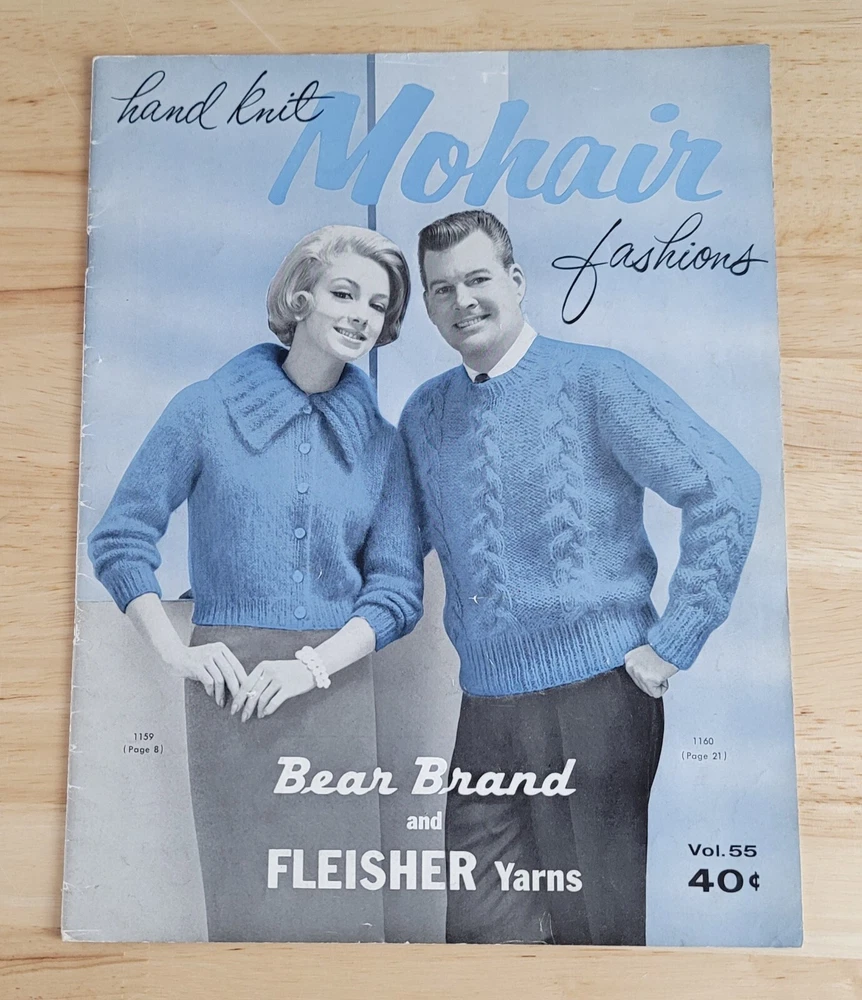 hand knit
Mohair
fashions
1159
(Page 8)
1160
(Page 21)
Bear Brand
and
FLEISHER Yarns
Vol. 55
40¢